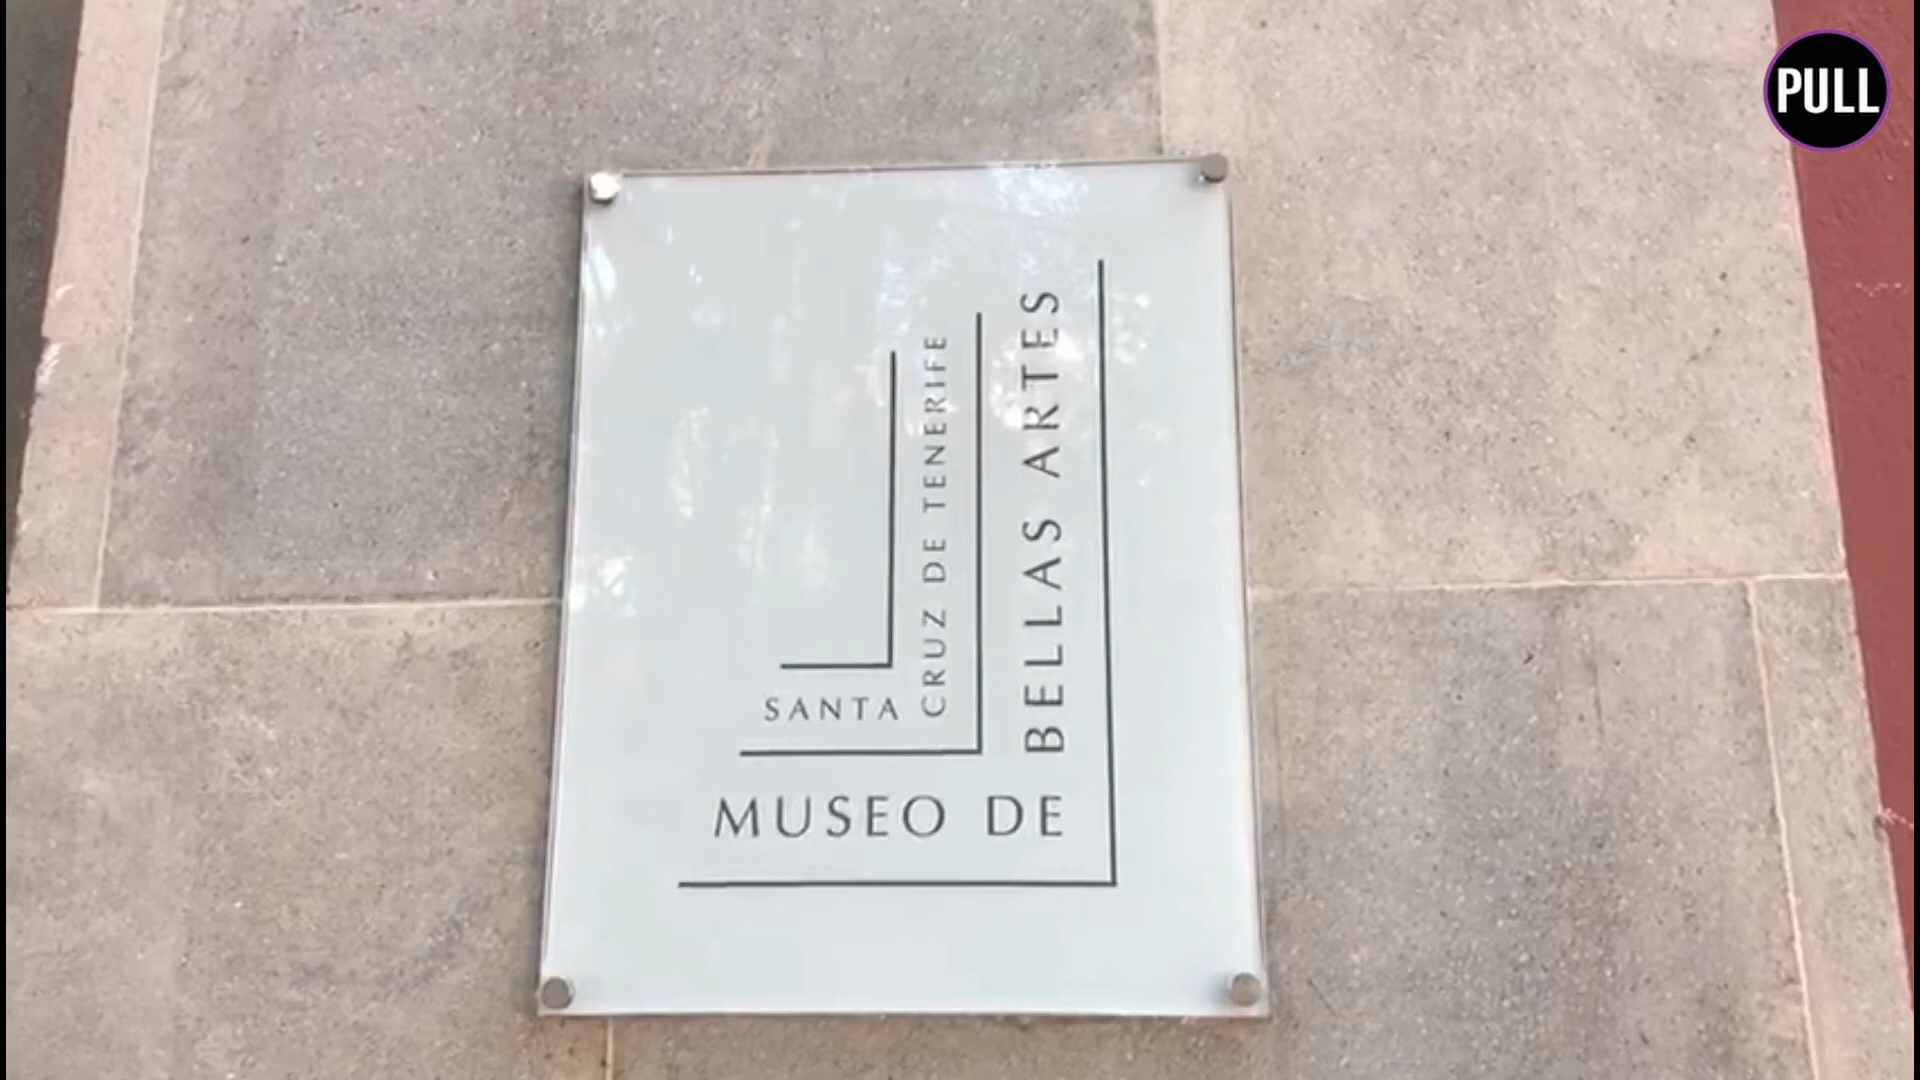 PULL
MUSEO DE
BELLAS ARTES
SANTA
CRUZ DE TENERIFE